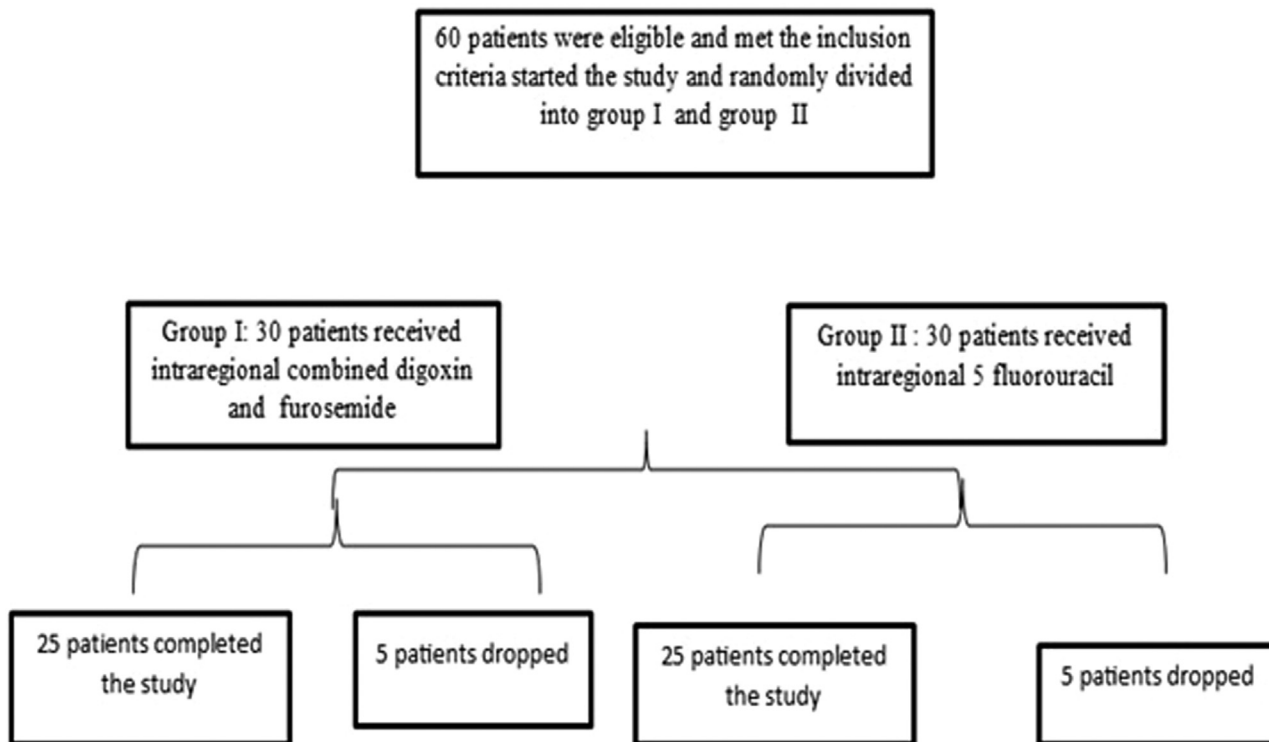 60 patients were eligible and met the inclusion
criteria started the study and randomly divided
into group I and group II
Group I: 30 patients received
intraregional combined digoxin
and furosemide
Group II : 30 patients received
intraregional 5 fluorouracil
25 patients completed
the study
5 patients dropped
25 patients completed
the study
5 patients dropped